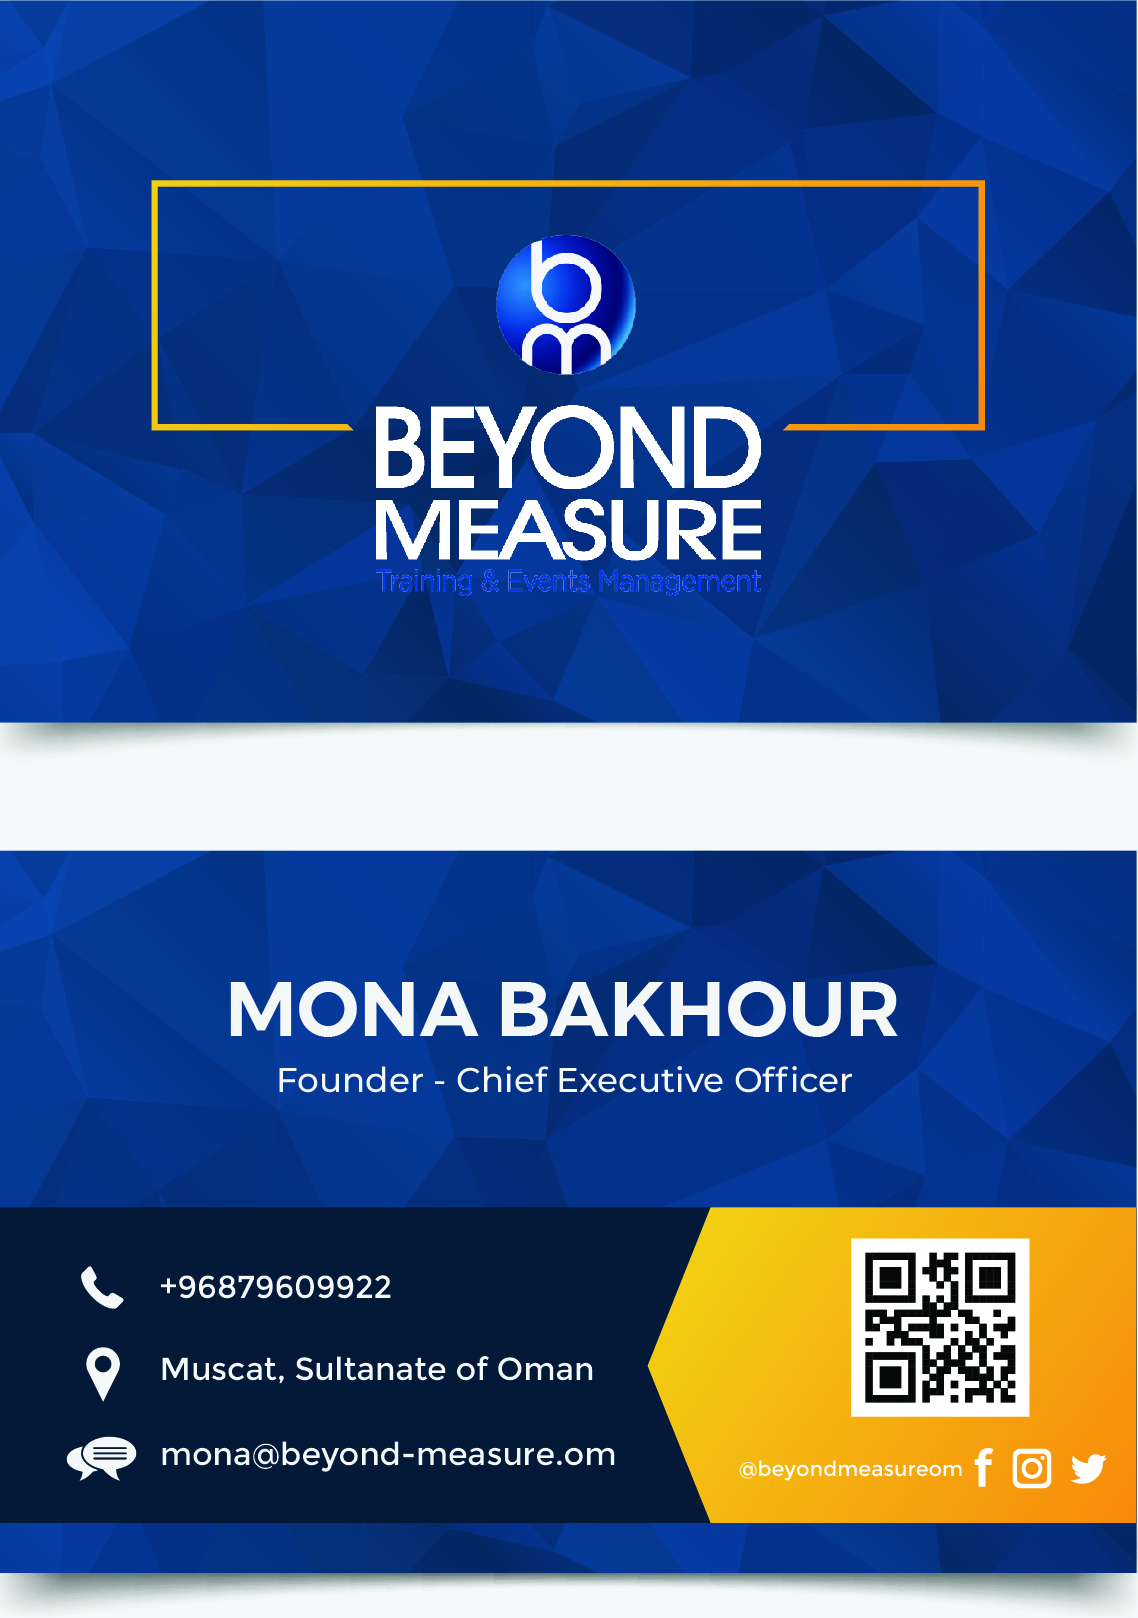 bm
BEYOND
MEASURE
Training & Events Management
MONA BAKHOUR
Founder - Chief Executive Officer
+96879609922
Muscat, Sultanate of Oman
mona@beyond-measure.om
@beyondmeasureom